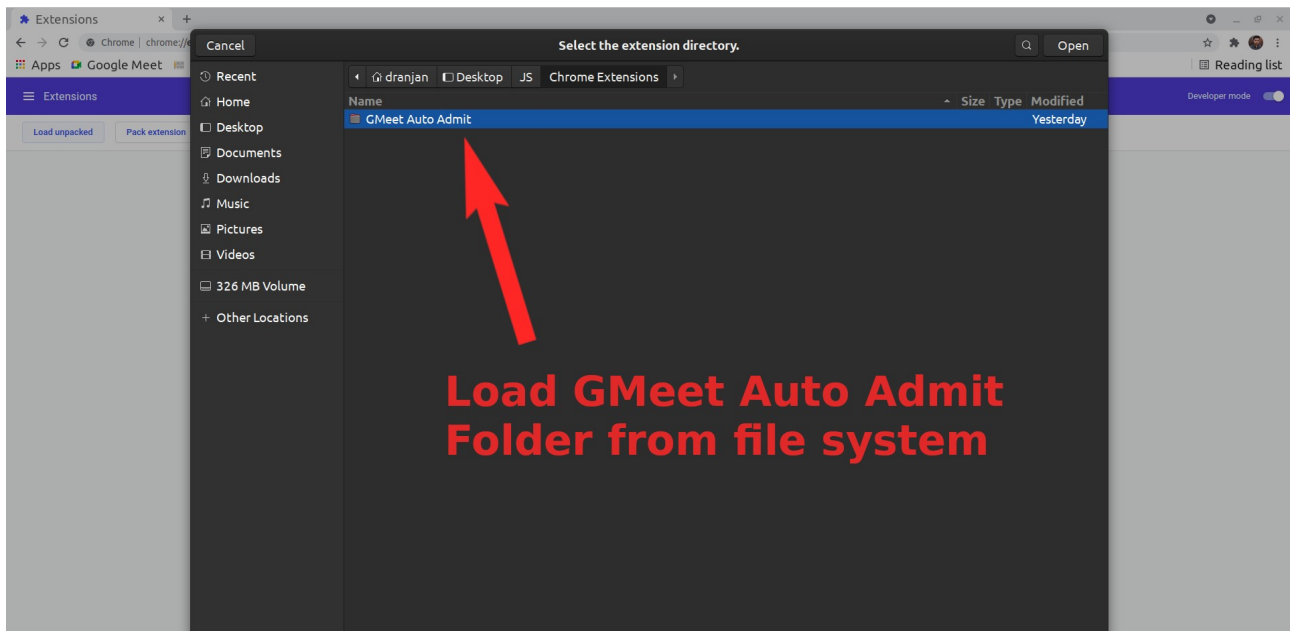 Extensions
Chrome | chrome://e
Apps Google Meet Reading list
Extensions Developer mode
Load unpacked Pack extension
Cancel Select the extension directory. Open
Recent
Home
Desktop
Documents
Downloads
Music
Pictures
Videos
326 MB Volume
+ Other Locations
dranjan Desktop JS Chrome Extensions
Name Size Type Modified
GMeet Auto Admit Yesterday
Load GMeet Auto Admit
Folder from file system